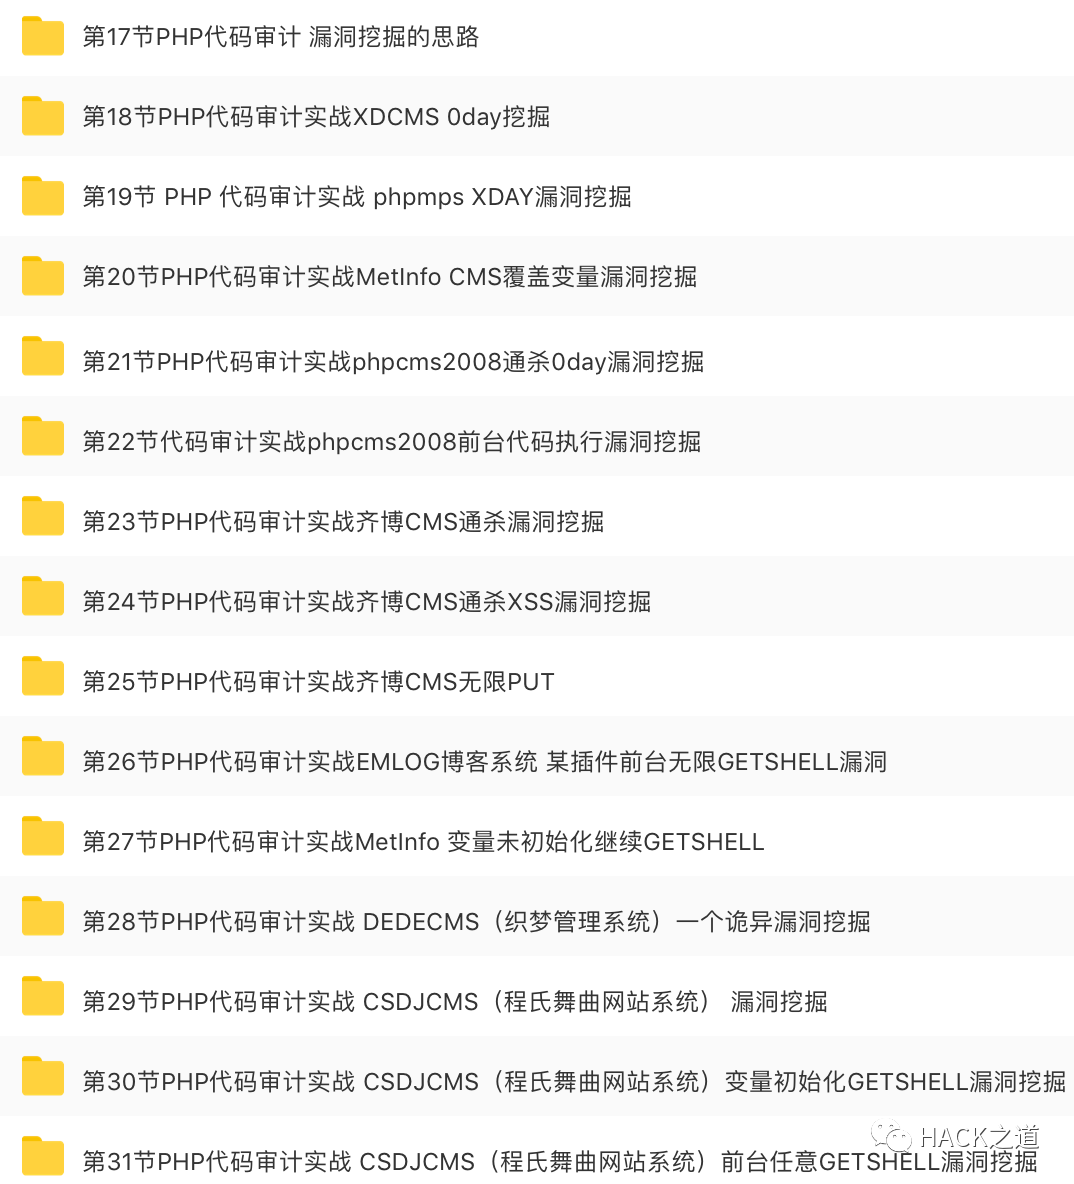 第17节PHP代码审计 漏洞挖掘的思路
第18节PHP代码审计实战XDCMS 0day挖掘
第19节 PHP 代码审计实战 phpmps XDAY漏洞挖掘
第20节PHP代码审计实战MetInfo CMS覆盖变量漏洞挖掘
第21节PHP代码审计实战phpcms2008通杀0day漏洞挖掘
第22节代码审计实战phpcms2008前台代码执行漏洞挖掘
第23节PHP代码审计实战齐博CMS通杀漏洞挖掘
第24节PHP代码审计实战齐博CMS通杀XSS漏洞挖掘
第25节PHP代码审计实战齐博CMS无限PUT
第26节PHP代码审计实战EMLOG博客系统 某插件前台无限GETSHELL漏洞
第27节PHP代码审计实战MetInfo 变量未初始化继续GETSHELL
第28节PHP代码审计实战 DEDECMS（织梦管理系统）一个诡异漏洞挖掘
第29节PHP代码审计实战 CSDJCMS（程氏舞曲网站系统） 漏洞挖掘
第30节PHP代码审计实战 CSDJCMS（程氏舞曲网站系统）变量初始化GETSHELL漏洞挖掘
HACK之道
第31节PHP代码审计实战 CSDJCMS（程氏舞曲网站系统）前台任意GETSHELL漏洞挖掘